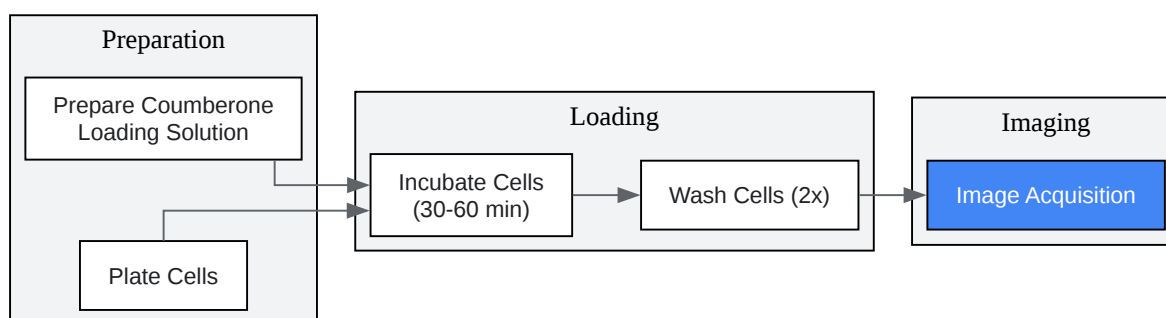 Preparation
Prepare Coumberone
Loading Solution
Plate Cells
Loading
Incubate Cells
(30-60 min)
Wash Cells (2x)
Imaging
Image Acquisition